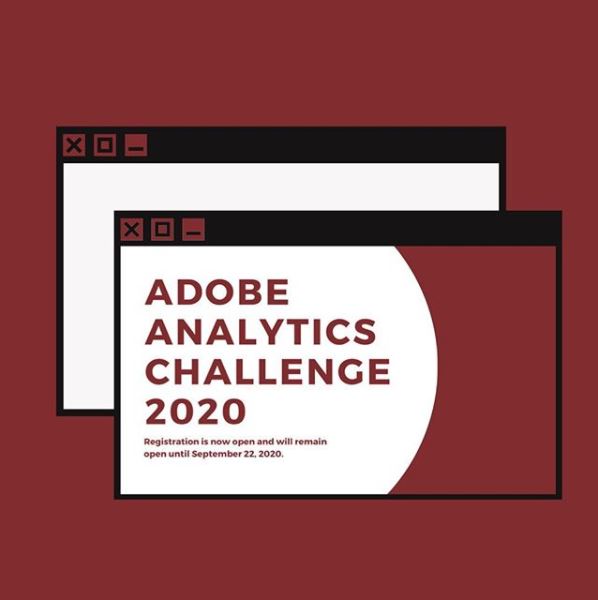 ADOBE
ANALYTICS
CHALLENGE
2020
Registration is now open and will remain
open until September 22, 2020.